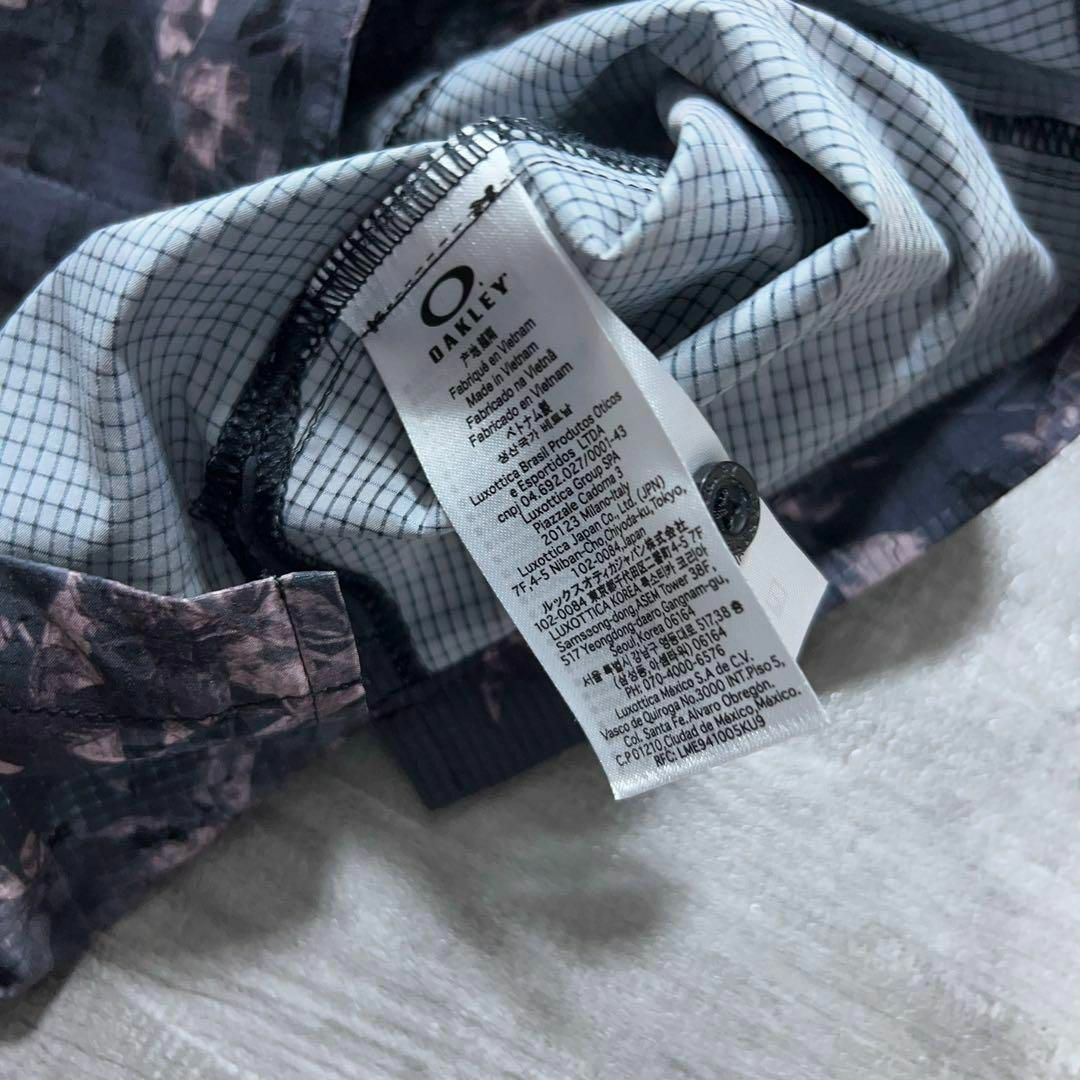 OAKLEY
产地越南
Fabriqué en Vietnam
Made in Vietnam
Fabricado na Vietnã
Fabricado en Vietnam
ベトナム製
생산국가 베트남
Luxottica Brasil Produtos Oticos
e Esportidos LTDA
cnpj 04.692.027/0001-43
Luxottica Group SPA
Piazzale Cadorna 3
20123 Milano-Italy
Luxottica Japan Co., Ltd. (JPN)
7F 4-5 Niban-Cho, Chiyoda-ku, Tokyo,
102-0084, Japan
ルックスオティカジャパン株式会社
102-0084 東京都千代田区二番町4-5 7F
LUXOTTICA KOREA 룩소티카 코리아
Samseong-dong, ASEM Tower 38F,
517 Yeongdong-daero Gangnam-gu,
Seoul, Korea 06164
서울 특별시 강남구 영동대로 517, 38 층
(삼성동 아셈타워) 06164
PH: 070-4000-6576
Luxottica México S.A de C.V.
Vasco de Quiroga No.3000 INT.Piso 5,
Col. Santa Fe. Alvaro Obregón.
C.P 01210, Ciudad de México, México.
RFC: LME941005KU9